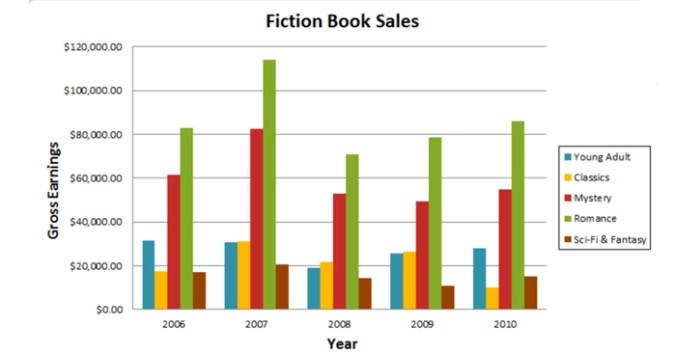 Fiction Book Sales
$120,000.00
$100,000.00
$80,000.00
$60,000.00
$40,000.00
$20,000.00
$0.00
Gross Earnings
2006 2007 2008 2009 2010
Year
Young Adult
Classics
Mystery
Romance
Sci-Fi & Fantasy